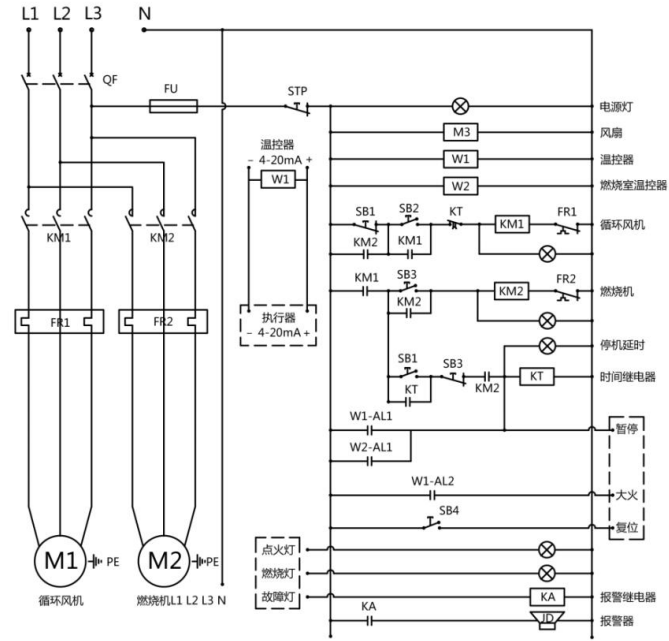 L1 L2 L3 N
QF
FU
STP
电源灯
M3 风扇
温控器
- 4-20mA +
W1
W1 温控器
W2 燃烧室温控器
SB1 SB2 KT KM1 FR1 循环风机
KM2 KM1
KM1 KM2
KM1 SB3 KM2 FR2 燃烧机
KM2
执行器
- 4-20mA +
FR1 FR2
停机延时
SB1 SB3 KM2 KT 时间继电器
KT
W1-AL1 暂停
W2-AL1
W1-AL2 大火
SB4 复位
M1 PE M2 PE
点火灯
燃烧灯
故障灯 KA 报警继电器
循环风机 燃烧机L1 L2 L3 N
KA JD 报警器